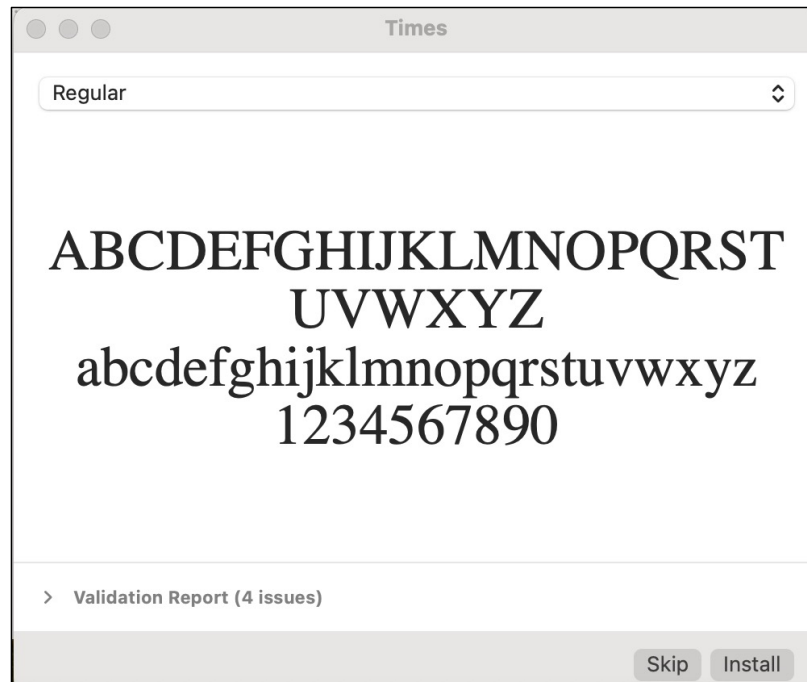 Times
Regular
ABCDEFGHIJKLMNOPQRST
UVWXYZ
abcdefghijklmnopqrstuvwxyz
1234567890
Validation Report (4 issues)
Skip Install